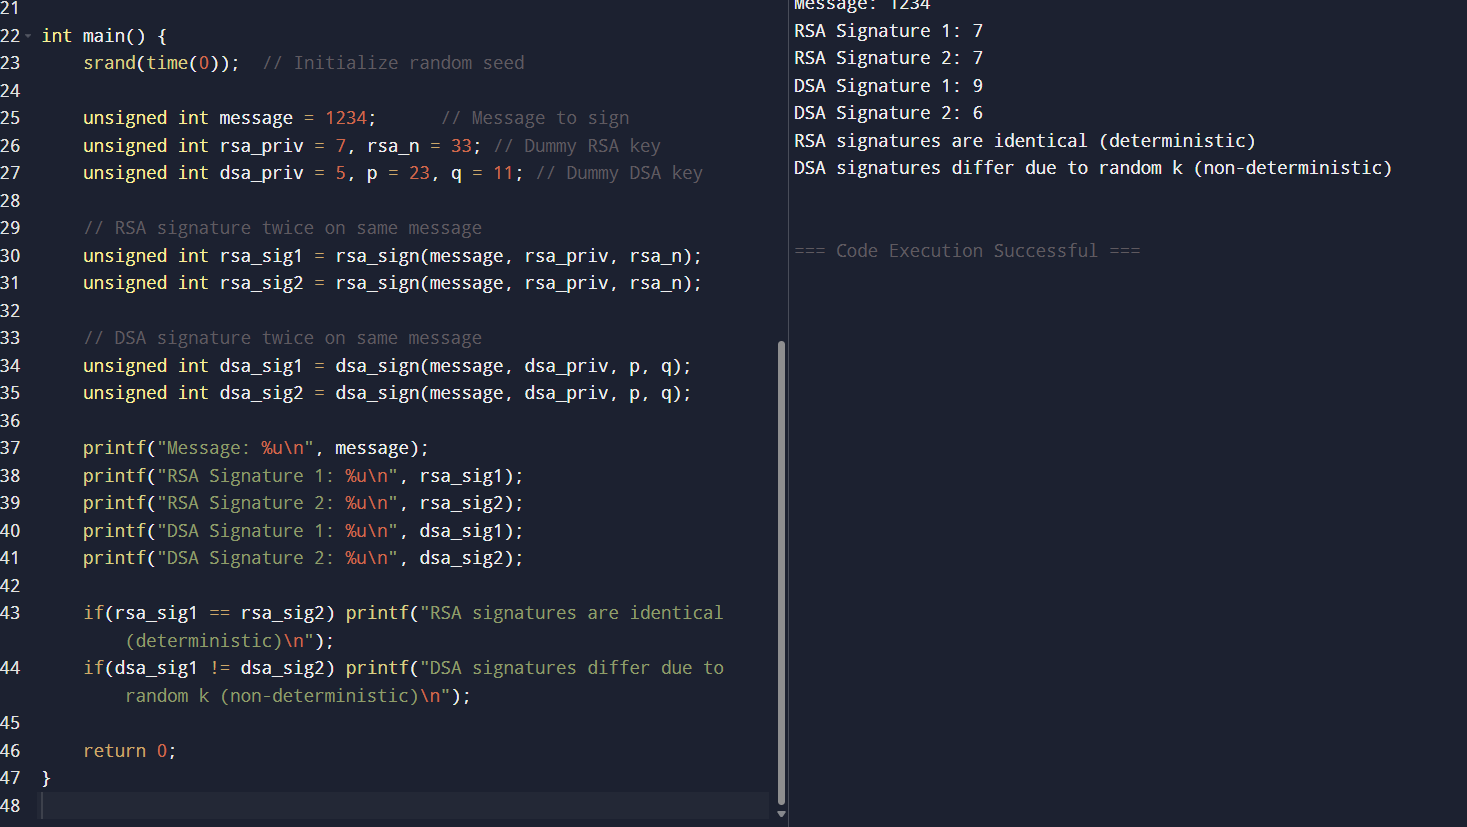 21
22 int main() {
23     srand(time(0));  // Initialize random seed
24
25     unsigned int message = 1234;      // Message to sign
26     unsigned int rsa_priv = 7, rsa_n = 33; // Dummy RSA key
27     unsigned int dsa_priv = 5, p = 23, q = 11; // Dummy DSA key
28
29     // RSA signature twice on same message
30     unsigned int rsa_sig1 = rsa_sign(message, rsa_priv, rsa_n);
31     unsigned int rsa_sig2 = rsa_sign(message, rsa_priv, rsa_n);
32
33     // DSA signature twice on same message
34     unsigned int dsa_sig1 = dsa_sign(message, dsa_priv, p, q);
35     unsigned int dsa_sig2 = dsa_sign(message, dsa_priv, p, q);
36
37     printf("Message: %u\n", message);
38     printf("RSA Signature 1: %u\n", rsa_sig1);
39     printf("RSA Signature 2: %u\n", rsa_sig2);
40     printf("DSA Signature 1: %u\n", dsa_sig1);
41     printf("DSA Signature 2: %u\n", dsa_sig2);
42
43     if(rsa_sig1 == rsa_sig2) printf("RSA signatures are identical
        (deterministic)\n");
44     if(dsa_sig1 != dsa_sig2) printf("DSA signatures differ due to
        random k (non-deterministic)\n");
45
46     return 0;
47 }
48
Message: 1234
RSA Signature 1: 7
RSA Signature 2: 7
DSA Signature 1: 9
DSA Signature 2: 6
RSA signatures are identical (deterministic)
DSA signatures differ due to random k (non-deterministic)
=== Code Execution Successful ===